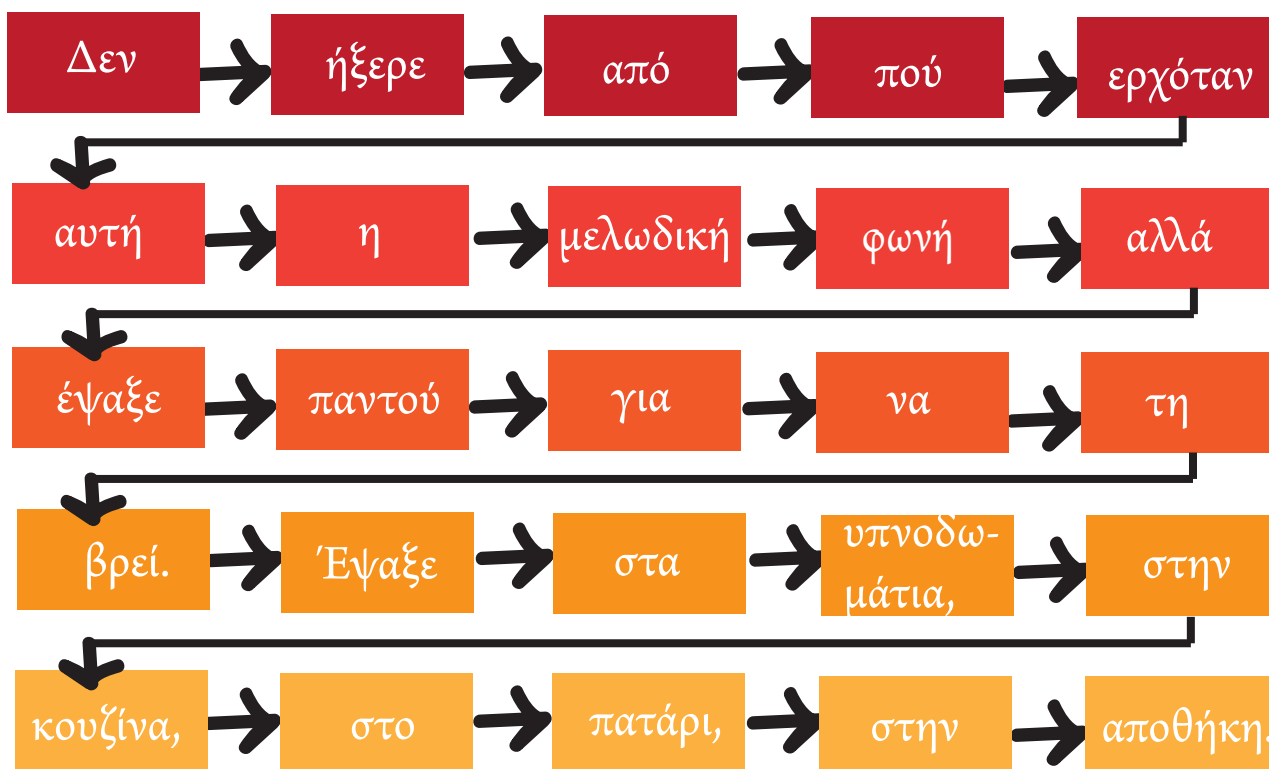 Δεν ήξερε από πού ερχόταν
αυτή η μελωδική φωνή αλλά
έψαξε παντού για να τη
βρει. Έψαξε στα υπνοδω-
μάτια, στην
κουζίνα, στο πατάρι, στην αποθήκη.